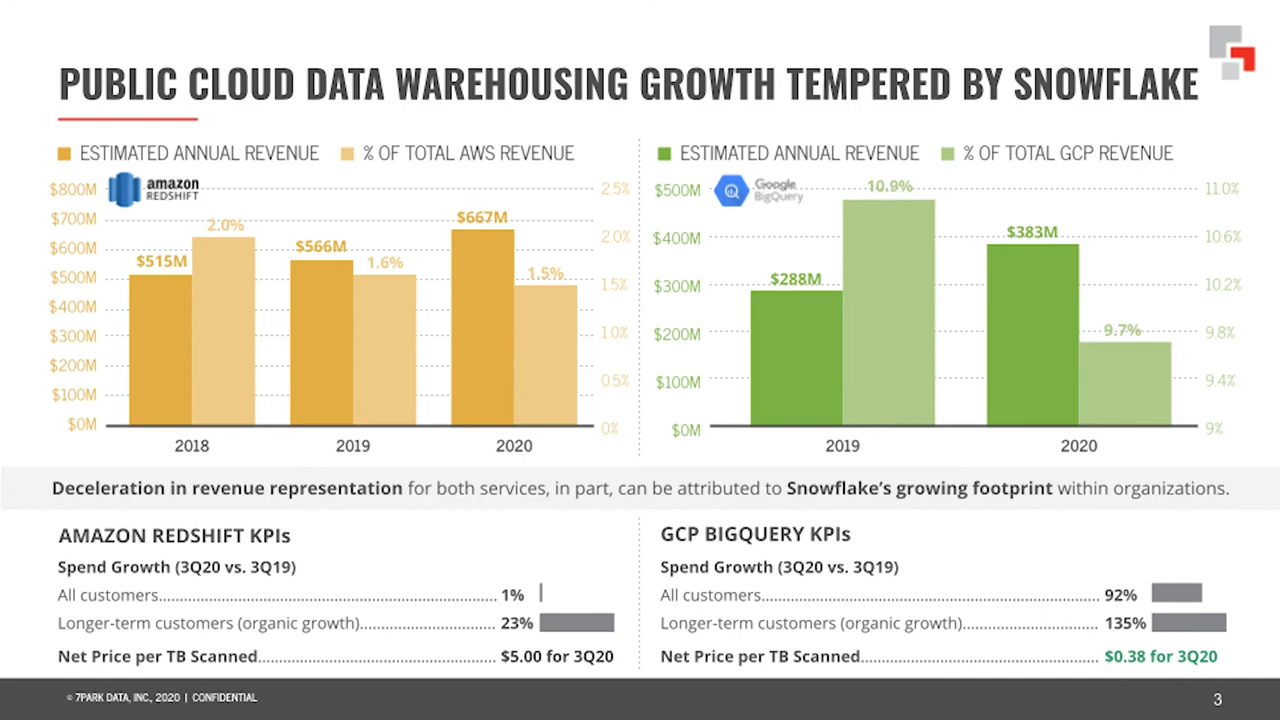 PUBLIC CLOUD DATA WAREHOUSING GROWTH TEMPERED BY SNOWFLAKE
ESTIMATED ANNUAL REVENUE
% OF TOTAL AWS REVENUE
amazon
REDSHIFT
$800M
$700M
$600M
$500M
$400M
$300M
$200M
$100M
$0M
$515M
2.0%
$566M
1.6%
$667M
1.5%
2.5%
2.0%
1.5%
1.0%
0.5%
0%
2018
2019
2020
ESTIMATED ANNUAL REVENUE
% OF TOTAL GCP REVENUE
Google
BigQuery
$500M
$400M
$300M
$200M
$100M
$0M
$288M
10.9%
$383M
9.7%
11.0%
10.6%
10.2%
9.8%
9.4%
9%
2019
2020
Deceleration in revenue representation for both services, in part, can be attributed to Snowflake's growing footprint within organizations.
AMAZON REDSHIFT KPIs
Spend Growth (3Q20 vs. 3Q19)
All customers 1%
Longer-term customers (organic growth) 23%
Net Price per TB Scanned $5.00 for 3Q20
GCP BIGQUERY KPIs
Spend Growth (3Q20 vs. 3Q19)
All customers 92%
Longer-term customers (organic growth) 135%
Net Price per TB Scanned $0.38 for 3Q20
© 7PARK DATA, INC., 2020 | CONFIDENTIAL
3